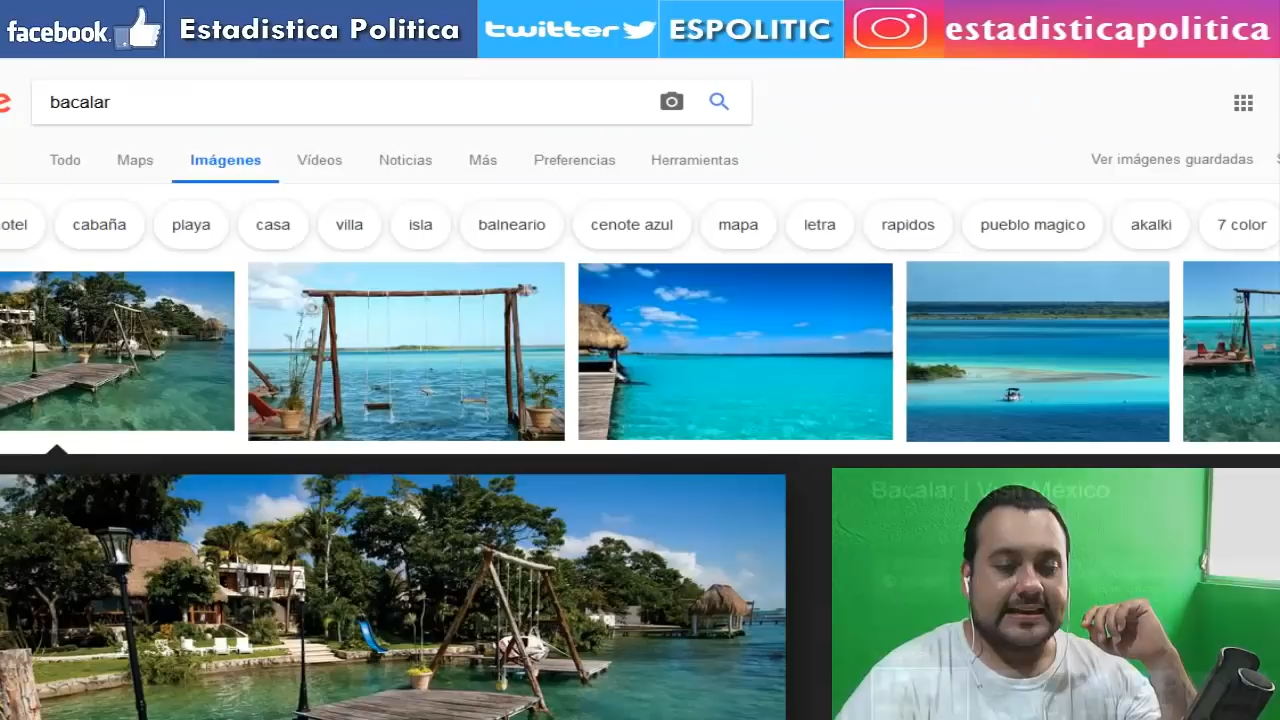 facebook. Estadistica Politica twitter ESPOLITIC estadisticapolitica
bacalar
Todo Maps Imágenes Vídeos Noticias Más Preferencias Herramientas Ver imágenes guardadas
otel cabaña playa casa villa isla balneario cenote azul mapa letra rapidos pueblo magico akalki 7 color
Bacalar | Visit México